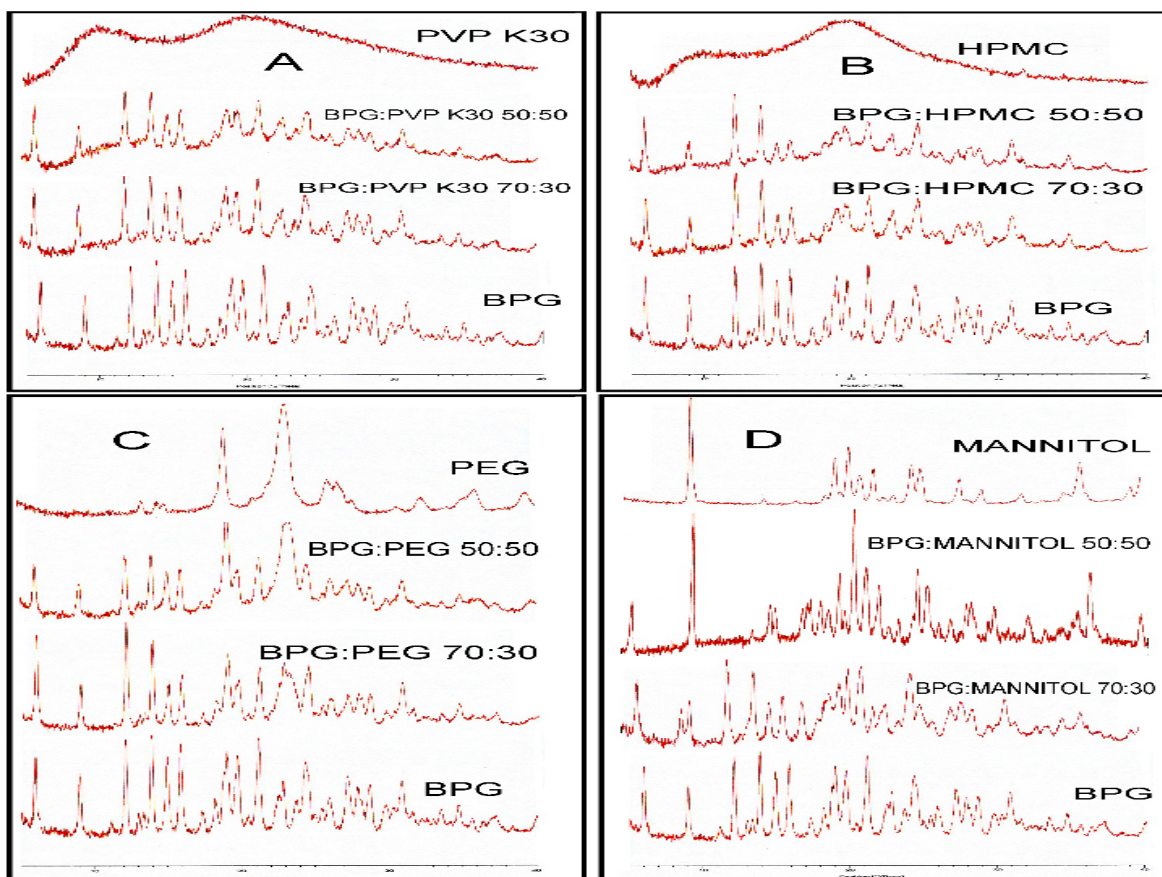 PVP K30
A
BPG:PVP K30 50:50
BPG:PVP K30 70:30
BPG
HPMC
B
BPG:HPMC 50:50
BPG:HPMC 70:30
BPG
C
PEG
BPG:PEG 50:50
BPG:PEG 70:30
BPG
D
MANNITOL
BPG:MANNITOL 50:50
BPG:MANNITOL 70:30
BPG